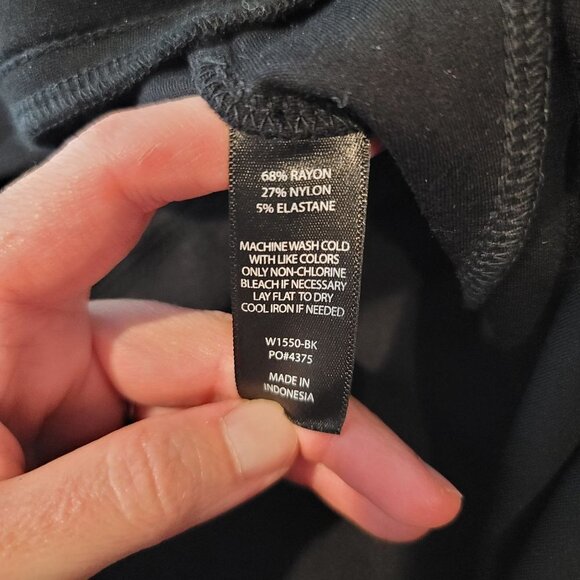 68% RAYON
27% NYLON
5% ELASTANE
MACHINE WASH COLD
WITH LIKE COLORS
ONLY NON-CHLORINE
BLEACH IF NECESSARY
LAY FLAT TO DRY
COOL IRON IF NEEDED
W1550-BK
PO#4375
MADE IN
INDONESIA